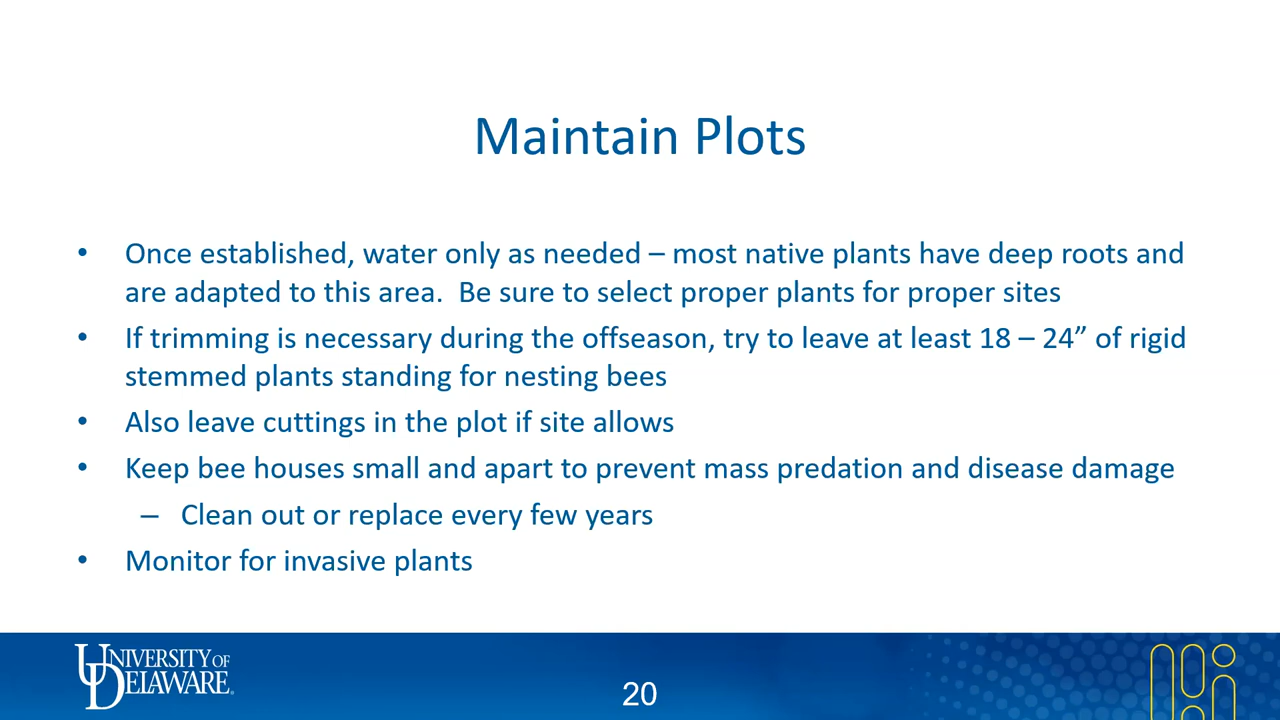 Maintain Plots
• Once established, water only as needed – most native plants have deep roots and
are adapted to this area.  Be sure to select proper plants for proper sites
• If trimming is necessary during the offseason, try to leave at least 18 – 24” of rigid
stemmed plants standing for nesting bees
• Also leave cuttings in the plot if site allows
• Keep bee houses small and apart to prevent mass predation and disease damage
– Clean out or replace every few years
• Monitor for invasive plants
UNIVERSITY OF
DELAWARE®
20